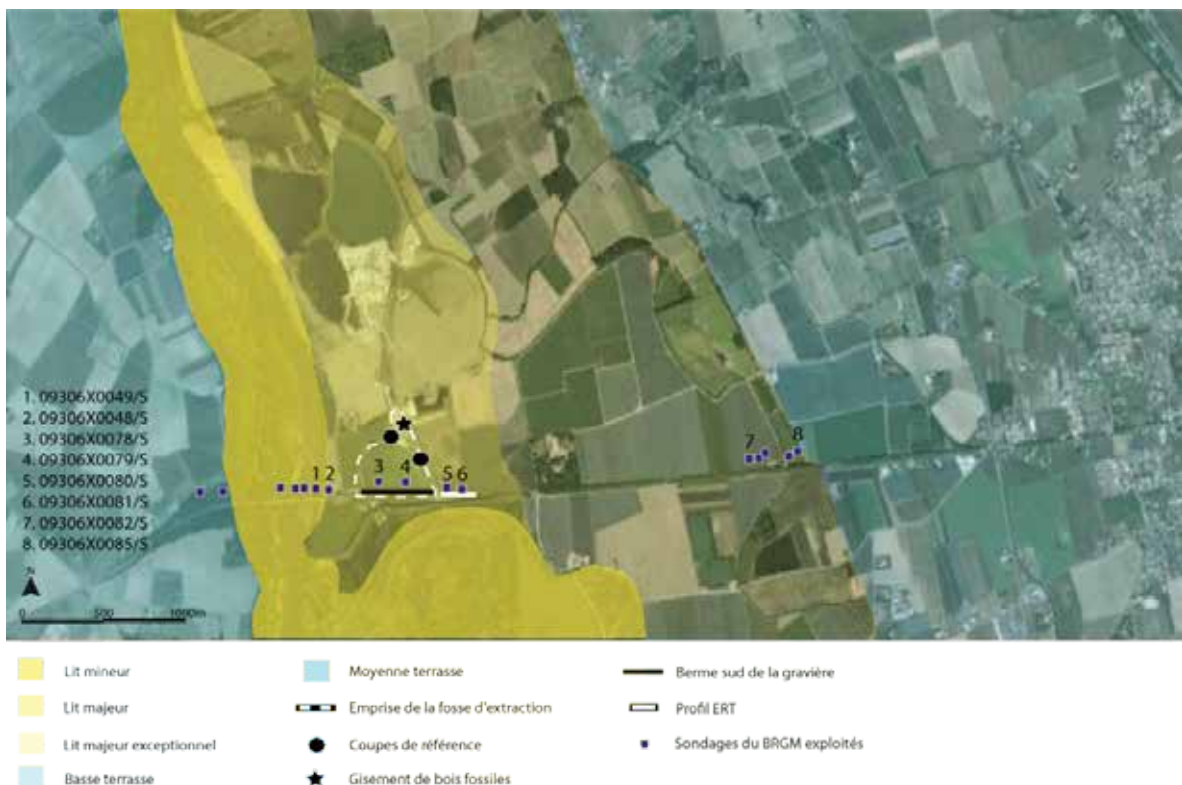 1 2 3 4 5 6 7 8
1. 09306X0049/S
2. 09306X0048/S
3. 09306X0078/S
4. 09306X0079/S
5. 09306X0080/S
6. 09306X0081/S
7. 09306X0082/S
8. 09306X0085/S
N
0 500 1000m
Lit mineur
Moyenne terrasse
Berme sud de la gravière
Lit majeur
Emprise de la fosse d'extraction
Profil ERT
Lit majeur exceptionnel
Coupes de référence
Sondages du BRGM exploités
Basse terrasse
Gisement de bois fossiles